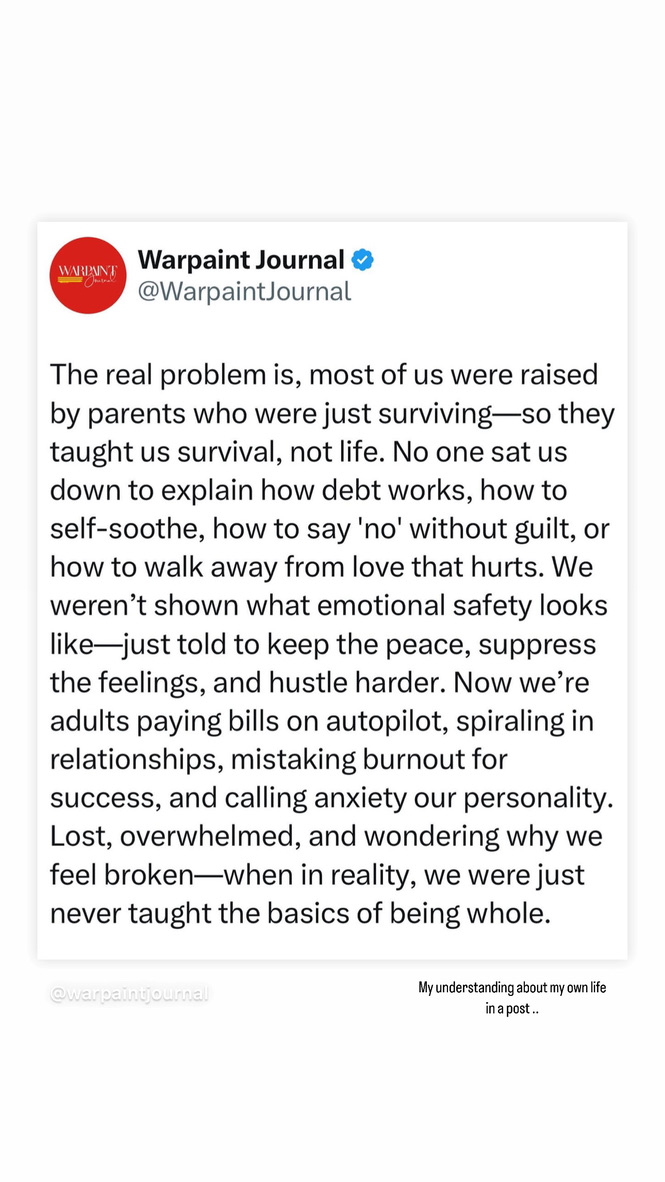 WARPAINT
Journal
Warpaint Journal
@WarpaintJournal
The real problem is, most of us were raised
by parents who were just surviving—so they
taught us survival, not life. No one sat us
down to explain how debt works, how to
self-soothe, how to say 'no' without guilt, or
how to walk away from love that hurts. We
weren’t shown what emotional safety looks
like—just told to keep the peace, suppress
the feelings, and hustle harder. Now we’re
adults paying bills on autopilot, spiraling in
relationships, mistaking burnout for
success, and calling anxiety our personality.
Lost, overwhelmed, and wondering why we
feel broken—when in reality, we were just
never taught the basics of being whole.
@warpaintjournal
My understanding about my own life
in a post ..